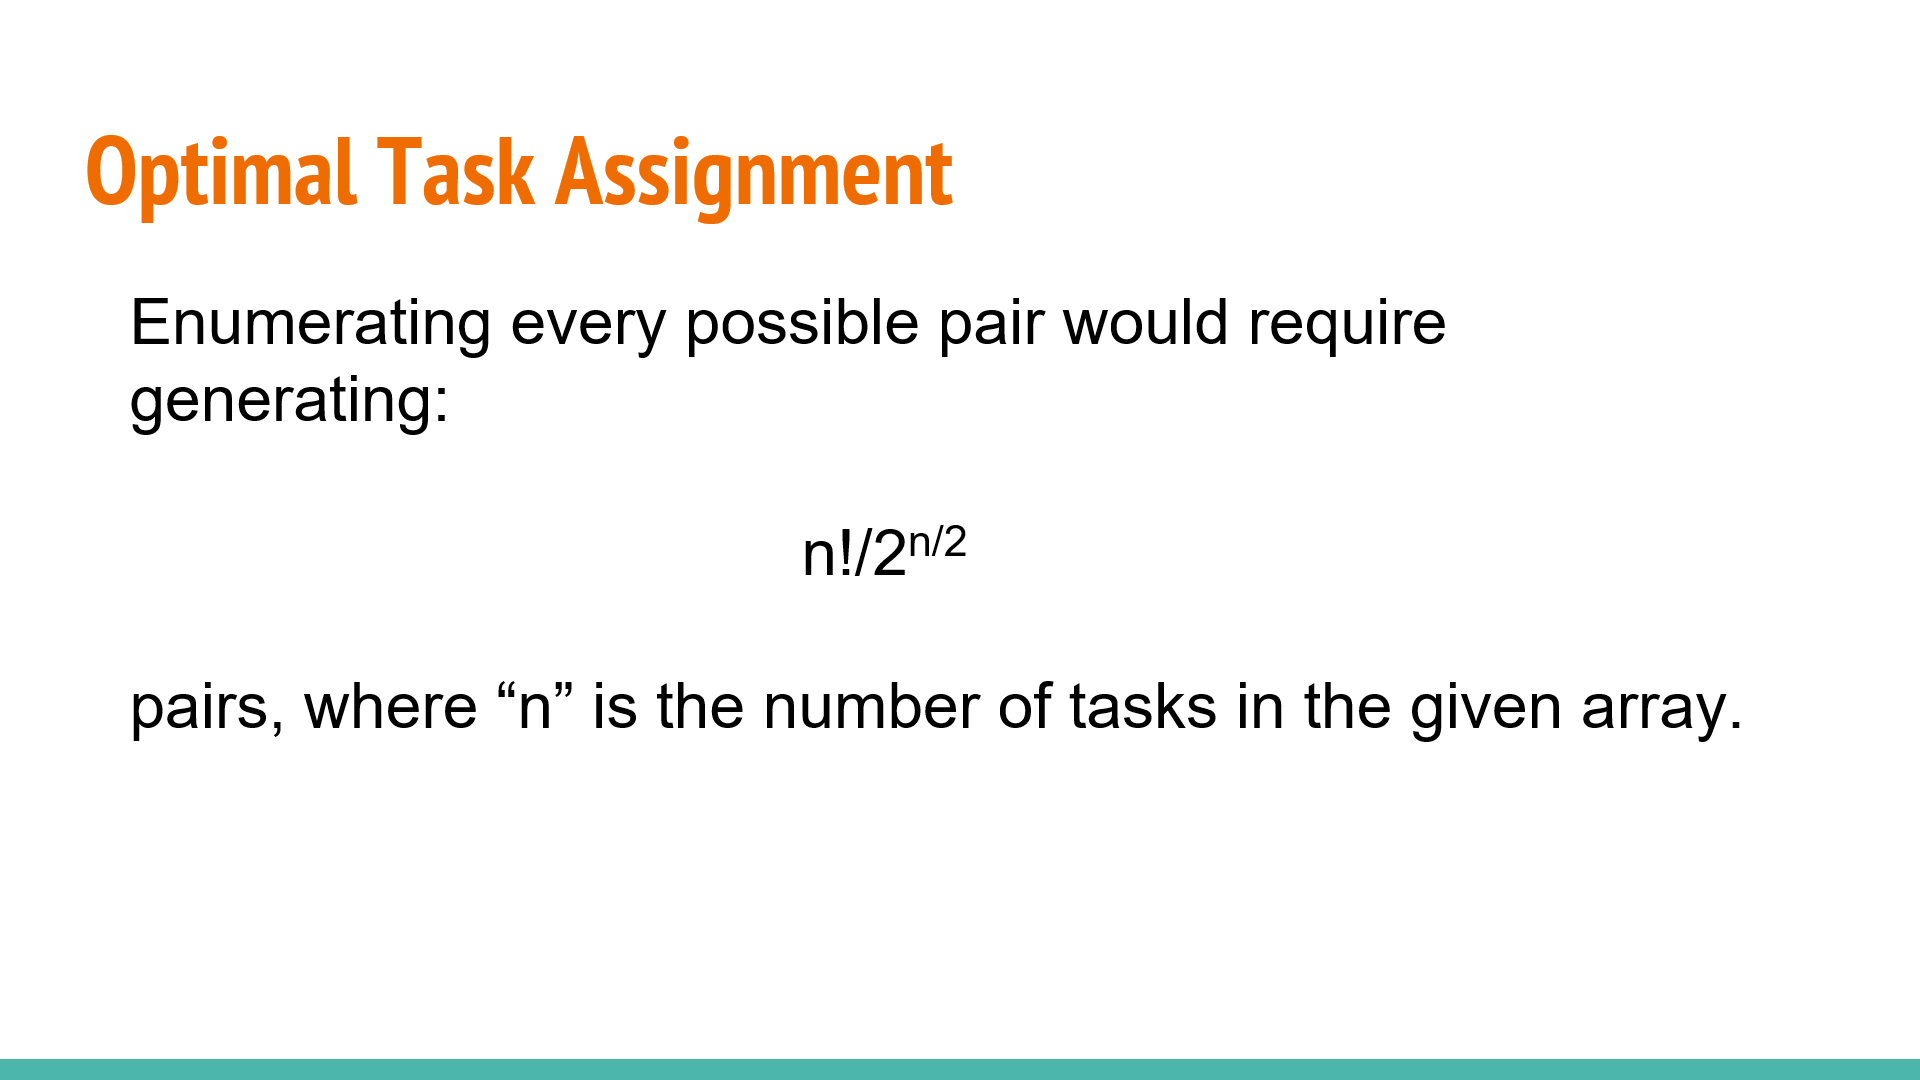 Optimal Task Assignment
Enumerating every possible pair would require
generating:
n!/2ⁿ/²
pairs, where “n” is the number of tasks in the given array.